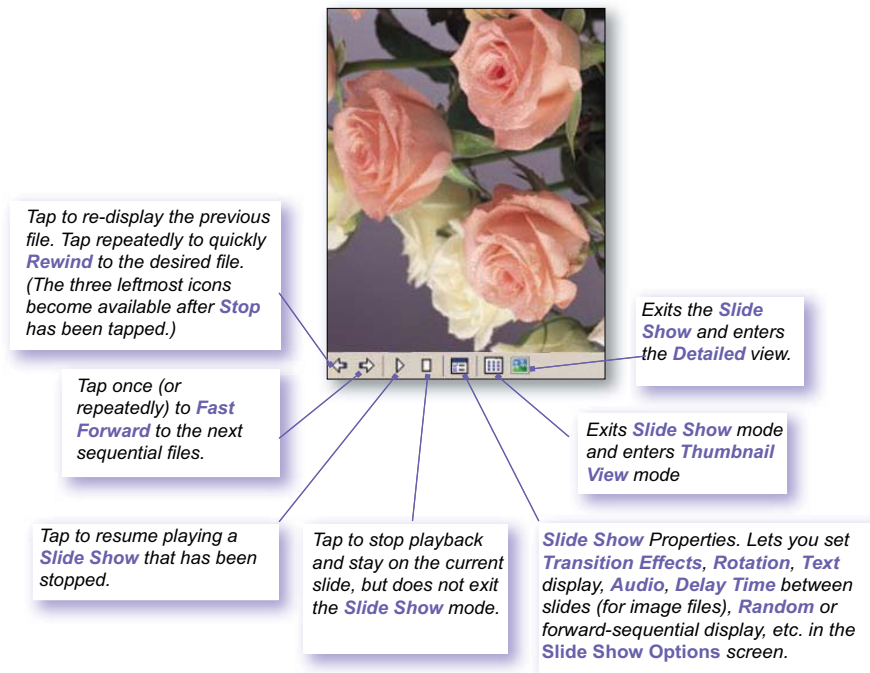 Tap to re-display the previous
file. Tap repeatedly to quickly
Rewind to the desired file.
(The three leftmost icons
become available after Stop
has been tapped.)
Exits the Slide
Show and enters
the Detailed view.
Tap once (or
repeatedly) to Fast
Forward to the next
sequential files.
Exits Slide Show mode
and enters Thumbnail
View mode
Tap to resume playing a
Slide Show that has been
stopped.
Tap to stop playback
and stay on the current
slide, but does not exit
the Slide Show mode.
Slide Show Properties. Lets you set
Transition Effects, Rotation, Text
display, Audio, Delay Time between
slides (for image files), Random or
forward-sequential display, etc. in the
Slide Show Options screen.